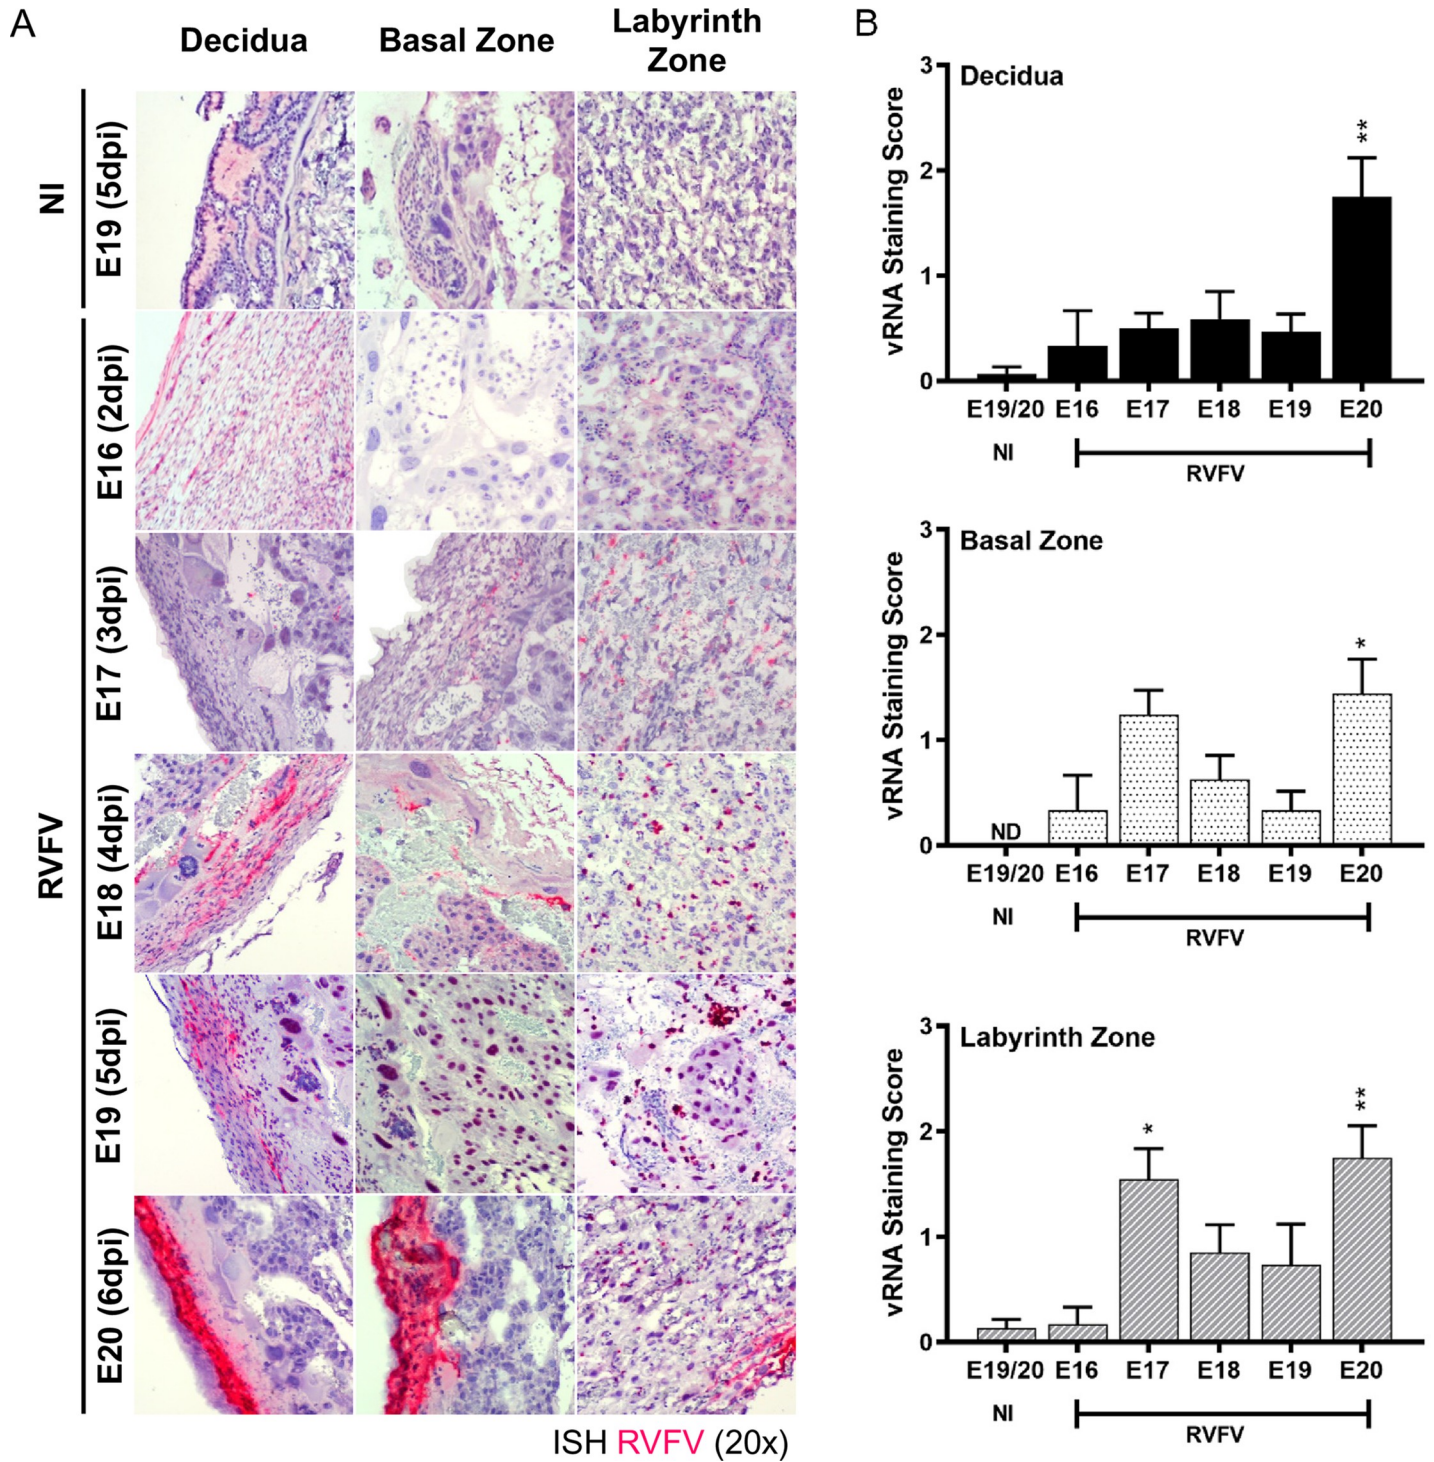 A
Decidua
Basal Zone
Labyrinth
Zone
NI
E19 (5dpi)
RVFV
E16 (2dpi)
E17 (3dpi)
E18 (4dpi)
E19 (5dpi)
E20 (6dpi)
ISH RVFV (20x)
B
Decidua
vRNA Staining Score
3
2
1
0
**
E19/20 E16 E17 E18 E19 E20
NI
RVFV
Basal Zone
vRNA Staining Score
3
2
1
0
ND
*
E19/20 E16 E17 E18 E19 E20
NI
RVFV
Labyrinth Zone
vRNA Staining Score
3
2
1
0
*
**
E19/20 E16 E17 E18 E19 E20
NI
RVFV